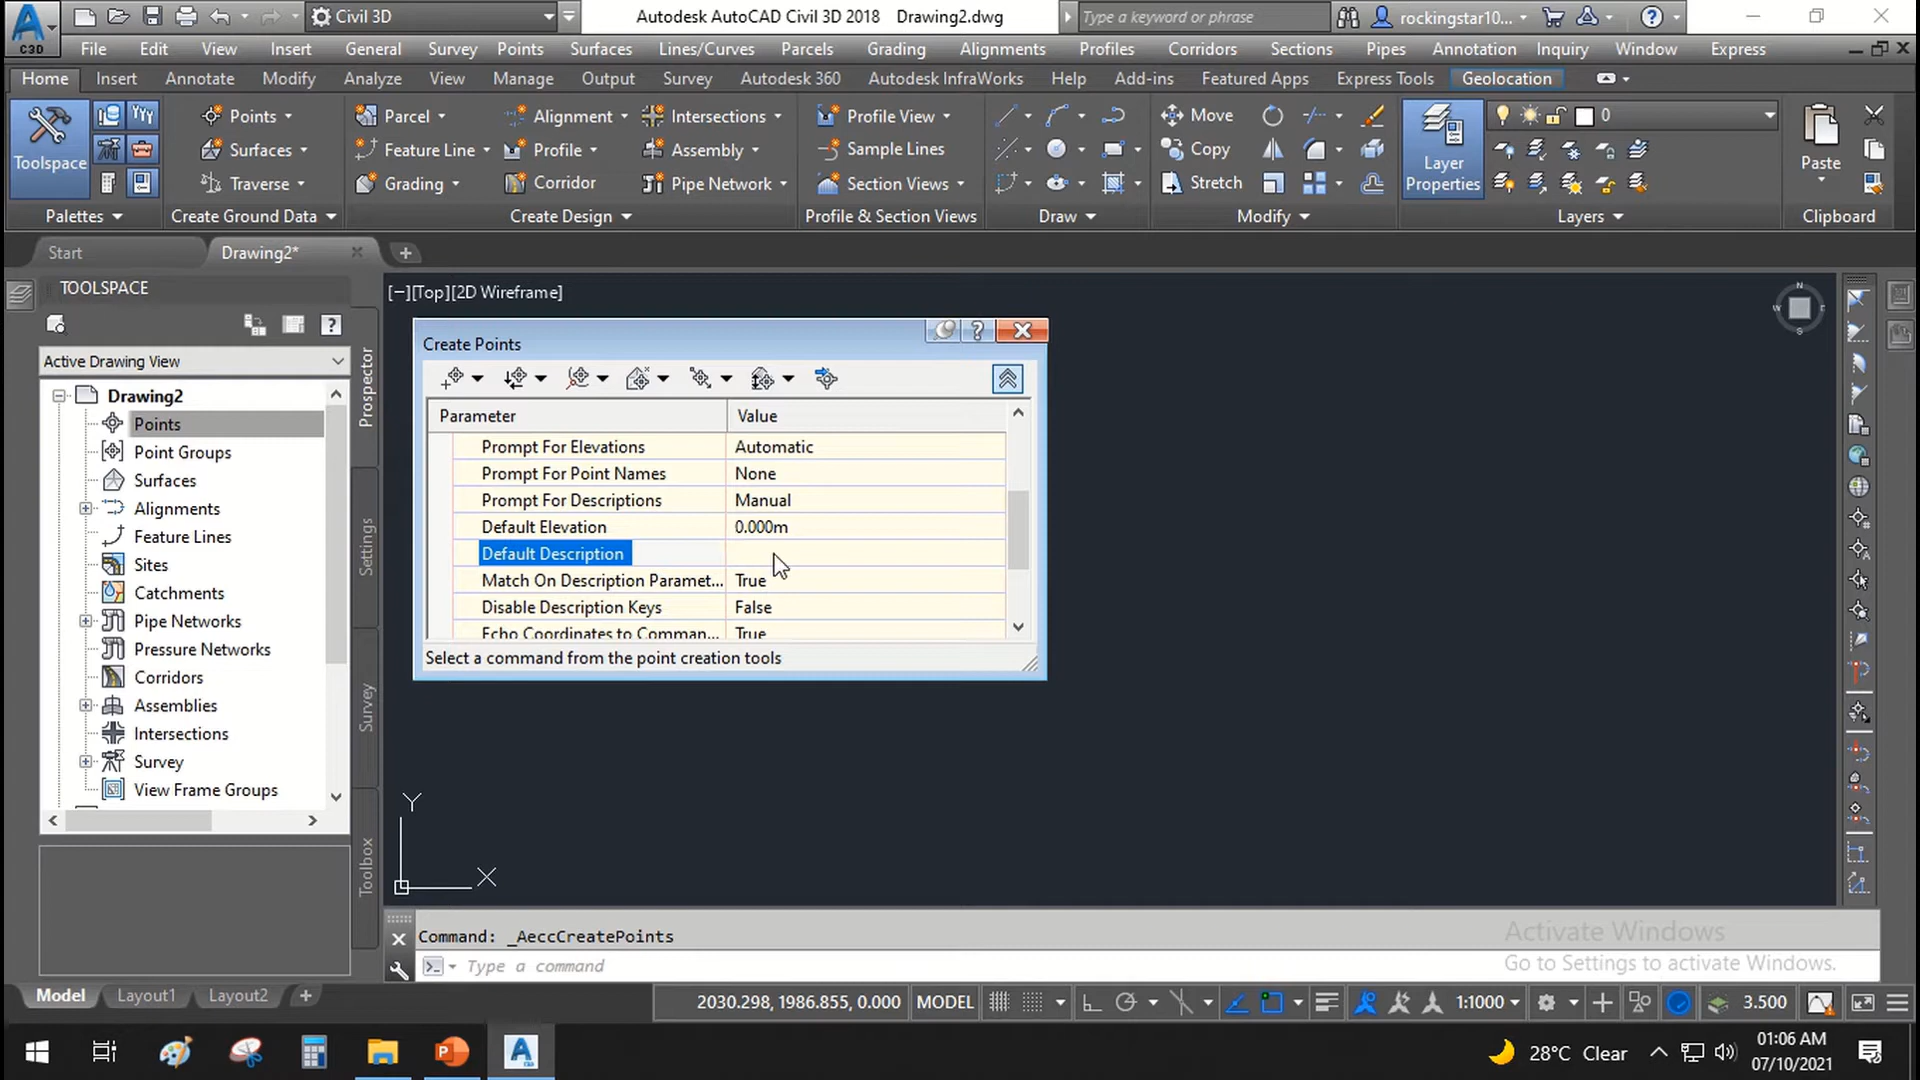 C3D
Civil 3D
Autodesk AutoCAD Civil 3D 2018 Drawing2.dwg
Type a keyword or phrase
rockingstar10...
File Edit View Insert General Survey Points Surfaces Lines/Curves Parcels Grading Alignments Profiles Corridors Sections Pipes Annotation Inquiry Window Express
Home Insert Annotate Modify Analyze View Manage Output Survey Autodesk 360 Autodesk InfraWorks Help Add-ins Featured Apps Express Tools Geolocation
Toolspace
Points
Surfaces
Traverse
Parcel
Feature Line
Grading
Alignment
Profile
Corridor
Intersections
Assembly
Pipe Network
Profile View
Sample Lines
Section Views
Move
Copy
Stretch
Layer
Properties
0
Paste
Palettes
Create Ground Data
Create Design
Profile & Section Views
Draw
Modify
Layers
Clipboard
Start
Drawing2*
TOOLSPACE
Active Drawing View
Drawing2
Points
Point Groups
Surfaces
Alignments
Feature Lines
Sites
Catchments
Pipe Networks
Pressure Networks
Corridors
Assemblies
Intersections
Survey
View Frame Groups
Prospector
Settings
Survey
Toolbox
[−][Top][2D Wireframe]
N
W
S
Create Points
Parameter Value
Prompt For Elevations Automatic
Prompt For Point Names None
Prompt For Descriptions Manual
Default Elevation 0.000m
Default Description
Match On Description Paramet... True
Disable Description Keys False
Echo Coordinates to Comman... True
Select a command from the point creation tools
Y
X
Command: _AeccCreatePoints
Type a command
Activate Windows
Go to Settings to activate Windows.
Model Layout1 Layout2
2030.298, 1986.855, 0.000 MODEL
1:1000
3.500
28°C Clear
01:06 AM
07/10/2021